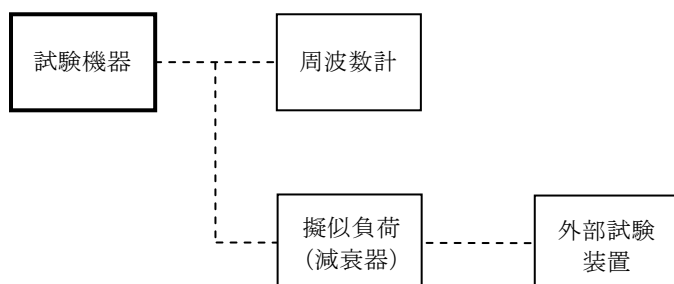 試験機器
周波数計
擬似負荷
（減衰器）
外部試験
装置